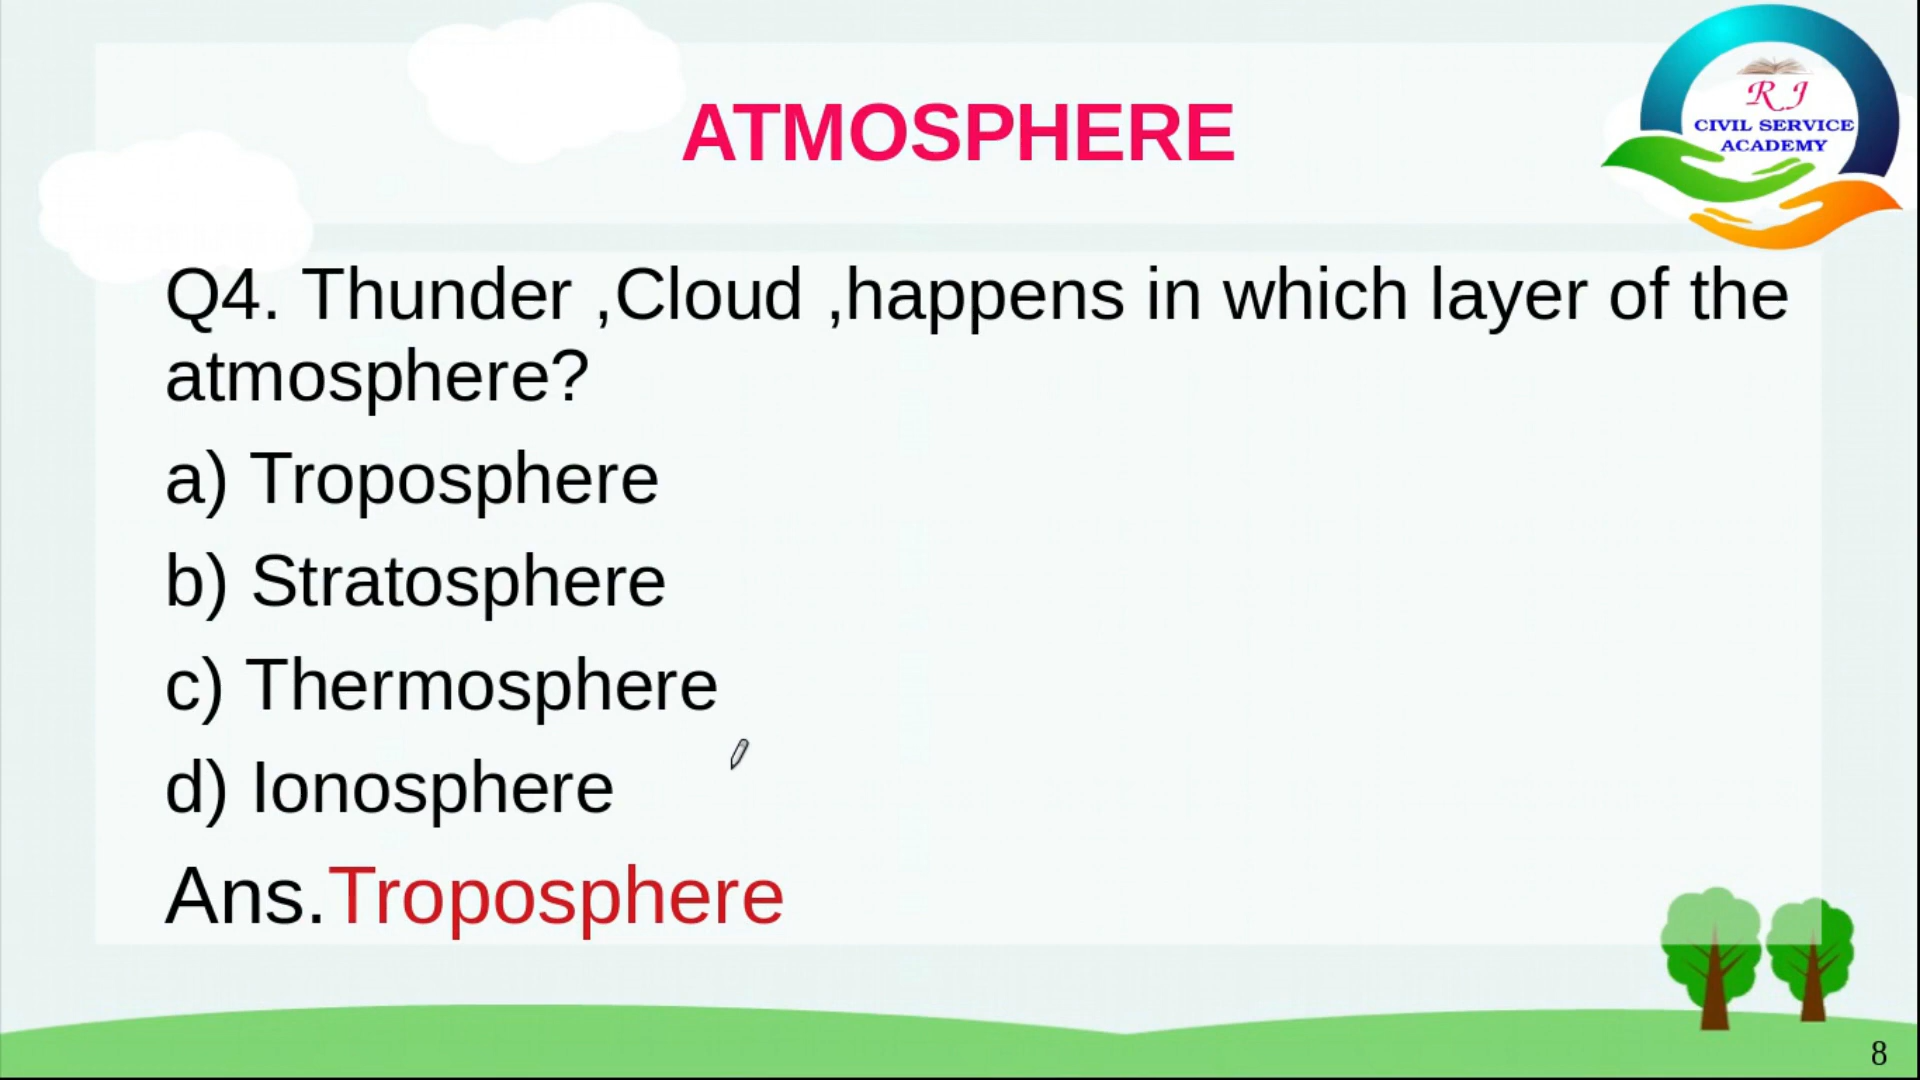 ATMOSPHERE
R J
CIVIL SERVICE
ACADEMY
Q4. Thunder ,Cloud ,happens in which layer of the
atmosphere?
a) Troposphere
b) Stratosphere
c) Thermosphere
d) Ionosphere
Ans.Troposphere
8